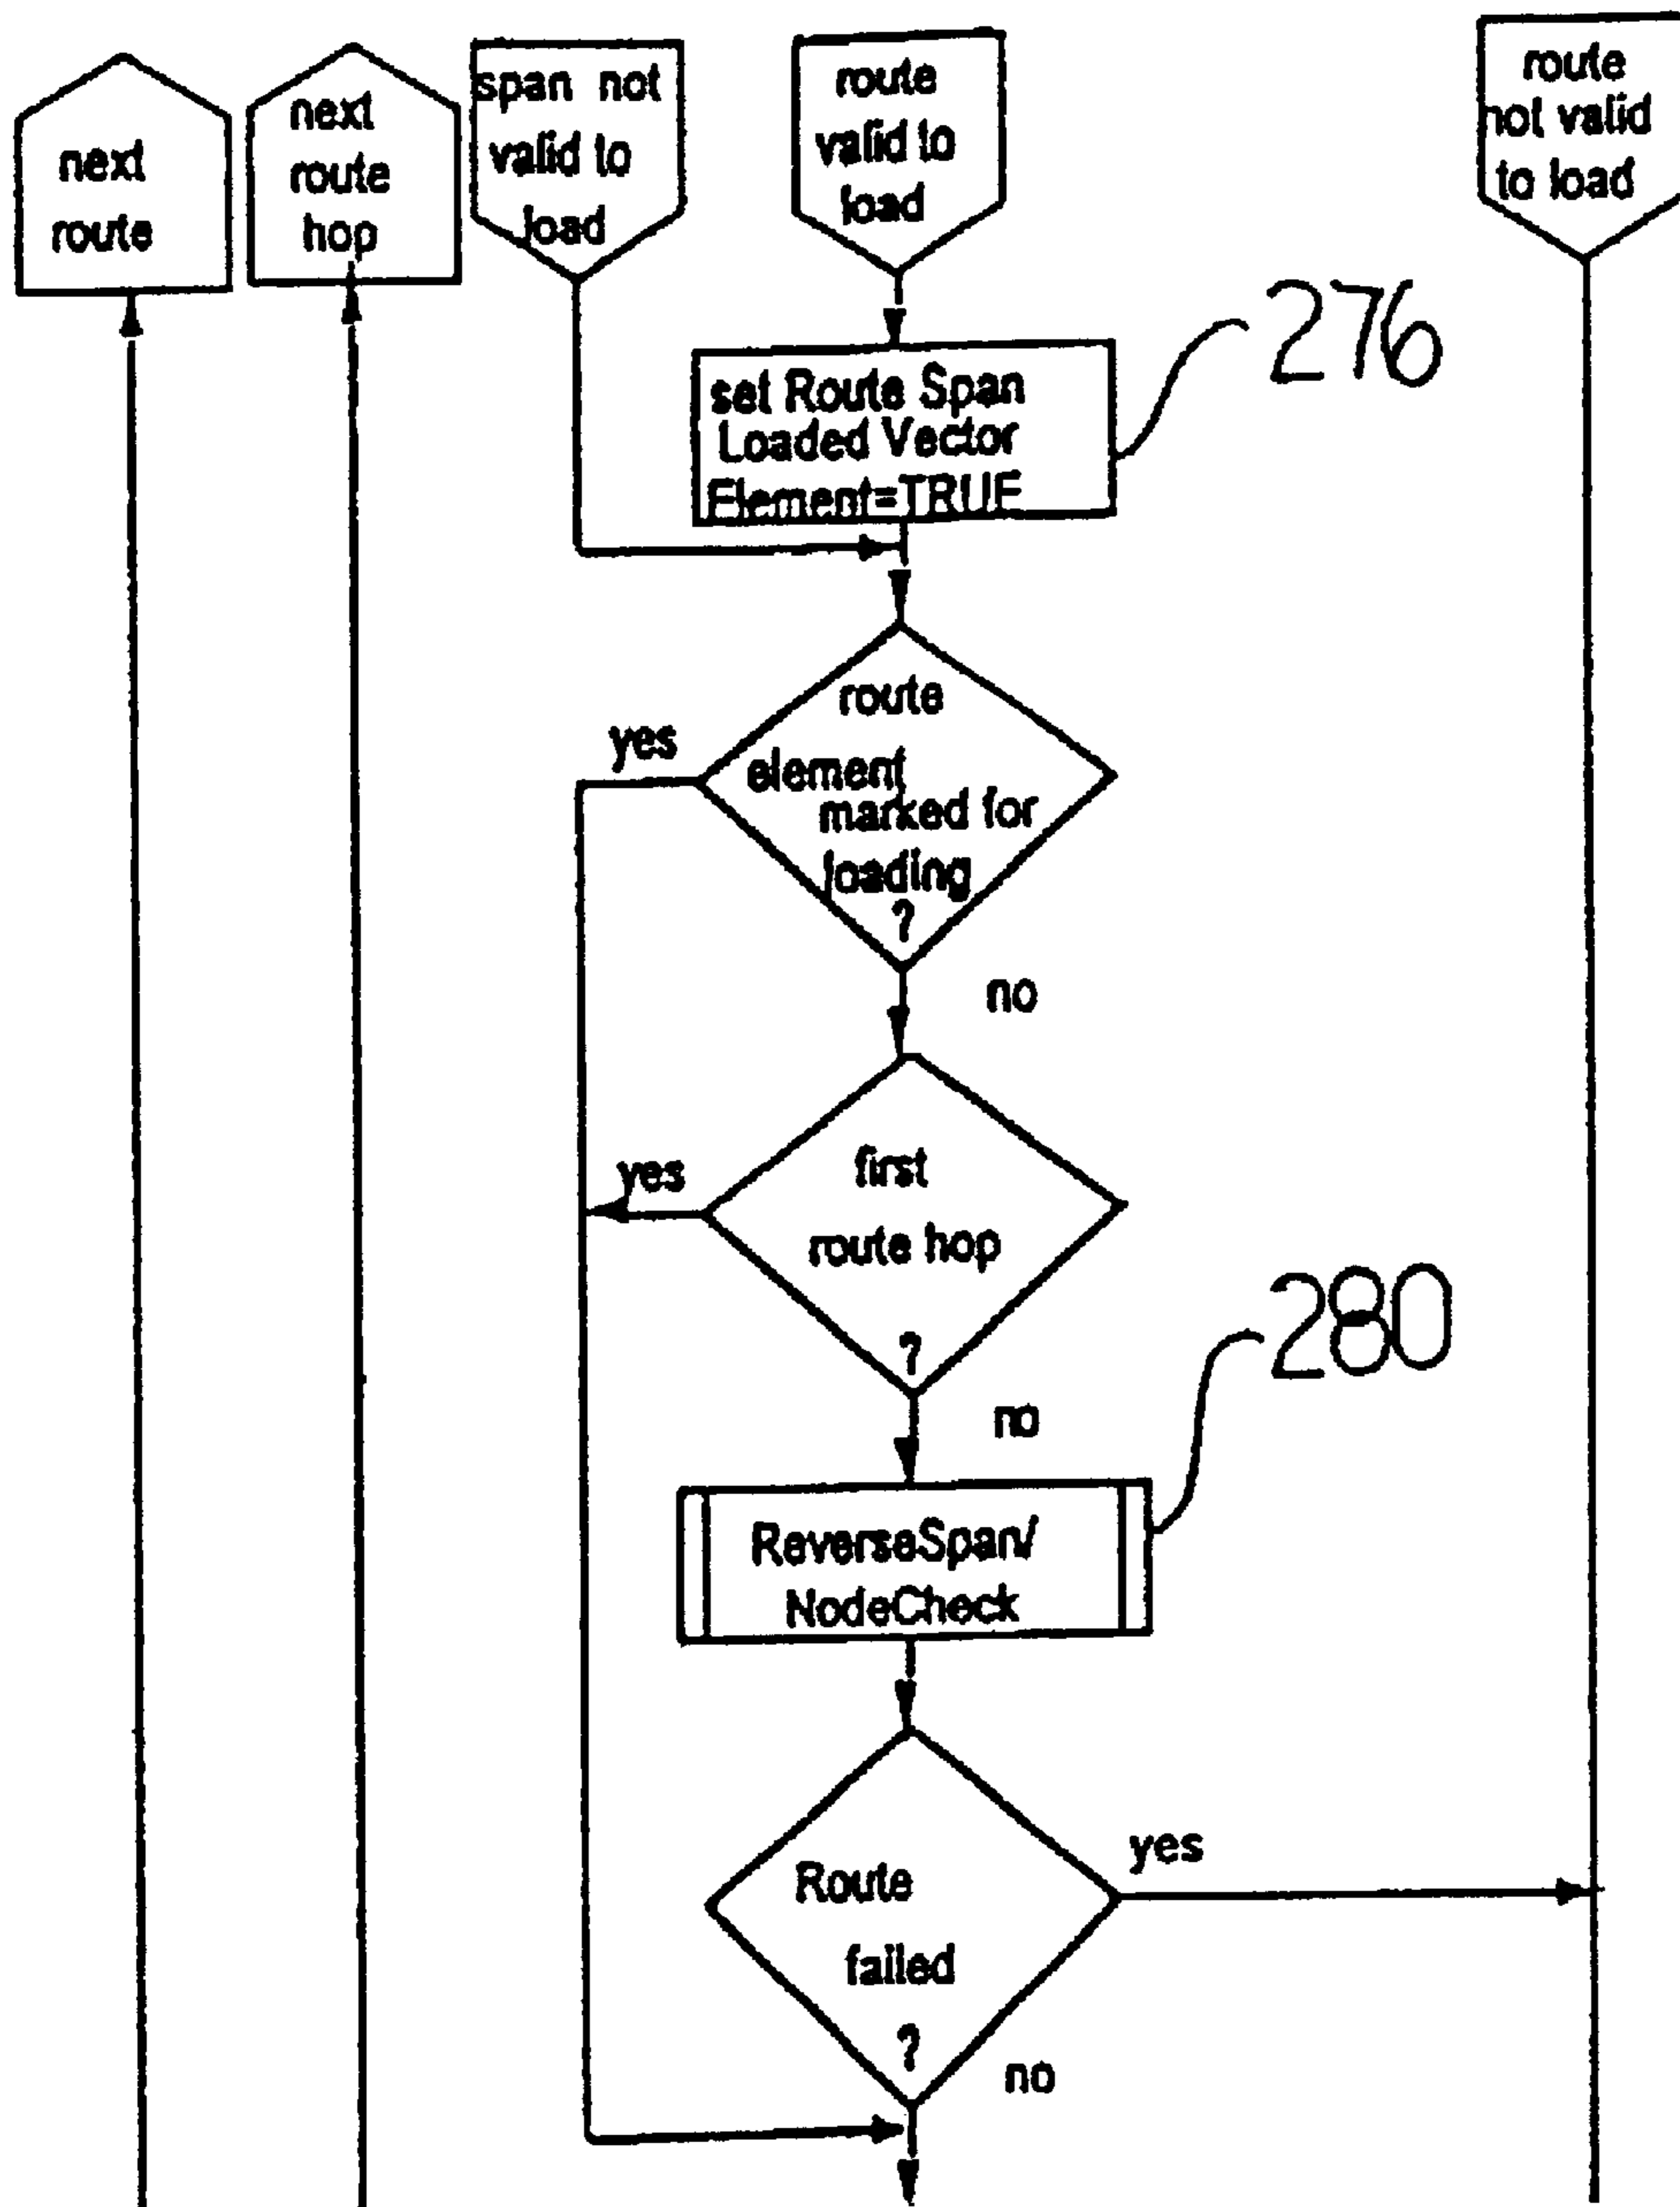 next
route
next
route
hop
span not
valid to
load
route
valid to
load
route
not valid
to load
276
set Route Span
Loaded Vector
Element=TRUE
route
element
marked for
loading
?
yes
no
first
route hop
?
yes
no
280
ReverseSpan/
NodeCheck
Route
failed
?
yes
no